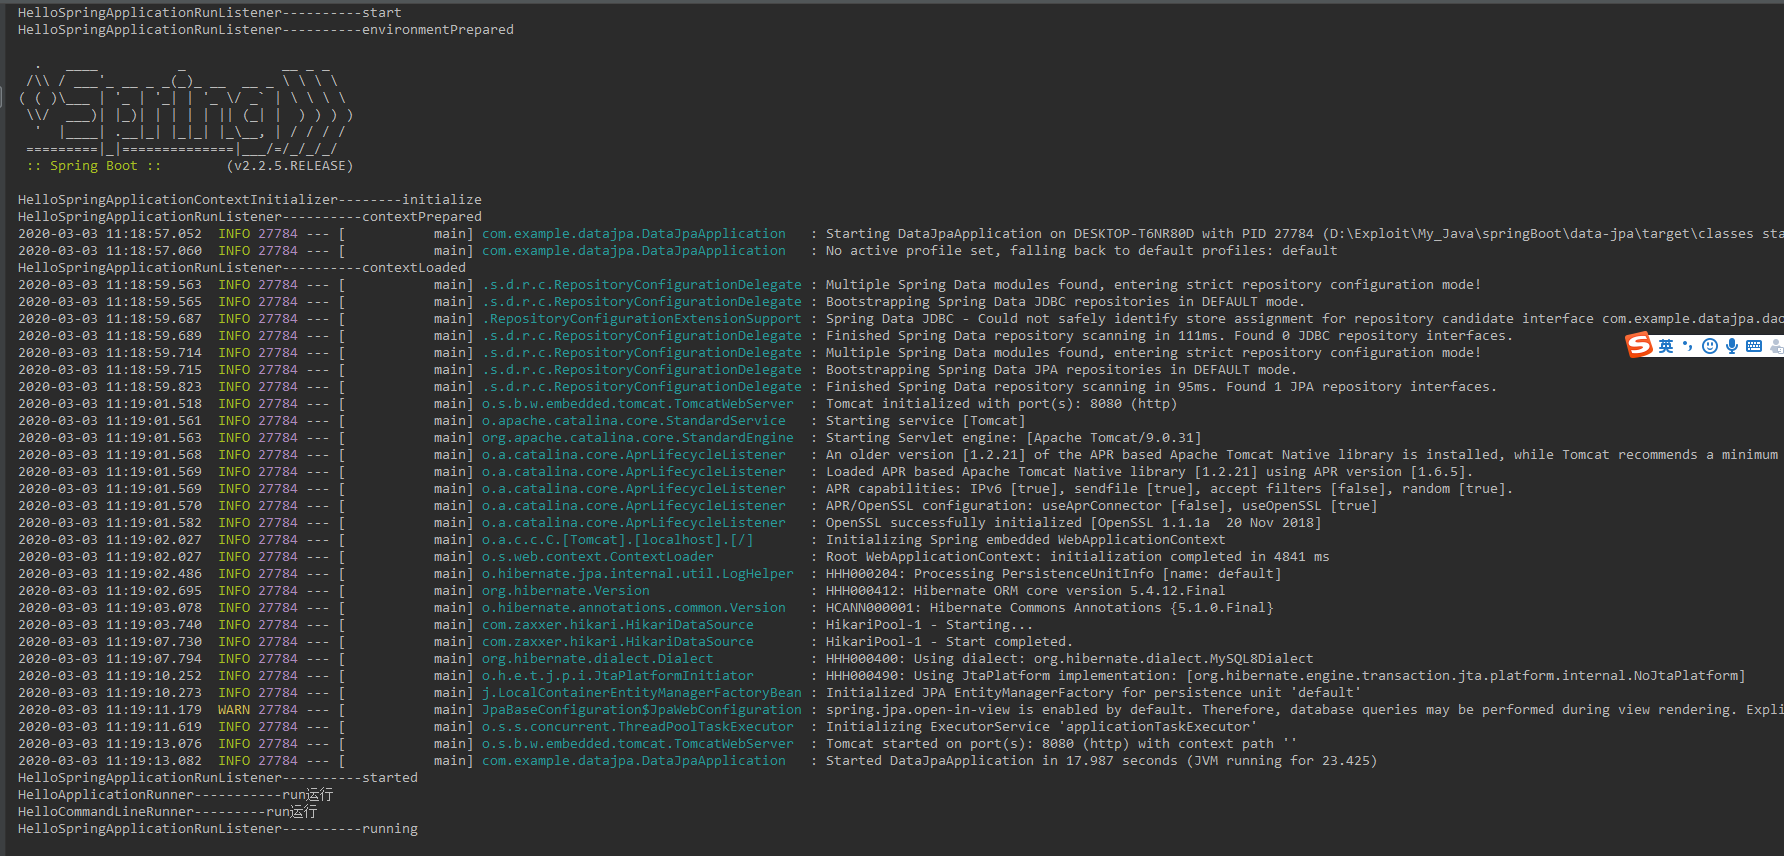 HelloSpringApplicationRunListener----------start
HelloSpringApplicationRunListener----------environmentPrepared
  .   ____          _            __ _ _
 /\\ / ___'_ __ _ _(_)_ __  __ _ \ \ \ \
( ( )\___ | '_ | '_| | '_ \/ _` | \ \ \ \
 \\/  ___)| |_)| | | | | || (_| |  ) ) ) )
  '  |____| .__|_| |_|_| |_\__, | / / / /
 =========|_|==============|___/=/_/_/_/
 :: Spring Boot ::        (v2.2.5.RELEASE)
HelloSpringApplicationContextInitializer--------initialize
HelloSpringApplicationRunListener----------contextPrepared
2020-03-03 11:18:57.052  INFO 27784 --- [           main] com.example.datajpa.DataJpaApplication   : Starting DataJpaApplication on DESKTOP-T6NR80D with PID 27784 (D:\Exploit\My_Java\springBoot\data-jpa\target\classes sta
2020-03-03 11:18:57.060  INFO 27784 --- [           main] com.example.datajpa.DataJpaApplication   : No active profile set, falling back to default profiles: default
HelloSpringApplicationRunListener----------contextLoaded
2020-03-03 11:18:59.563  INFO 27784 --- [           main] .s.d.r.c.RepositoryConfigurationDelegate : Multiple Spring Data modules found, entering strict repository configuration mode!
2020-03-03 11:18:59.565  INFO 27784 --- [           main] .s.d.r.c.RepositoryConfigurationDelegate : Bootstrapping Spring Data JDBC repositories in DEFAULT mode.
2020-03-03 11:18:59.687  INFO 27784 --- [           main] .RepositoryConfigurationExtensionSupport : Spring Data JDBC - Could not safely identify store assignment for repository candidate interface com.example.datajpa.dao
2020-03-03 11:18:59.689  INFO 27784 --- [           main] .s.d.r.c.RepositoryConfigurationDelegate : Finished Spring Data repository scanning in 111ms. Found 0 JDBC repository interfaces.
2020-03-03 11:18:59.714  INFO 27784 --- [           main] .s.d.r.c.RepositoryConfigurationDelegate : Multiple Spring Data modules found, entering strict repository configuration mode!
英
2020-03-03 11:18:59.715  INFO 27784 --- [           main] .s.d.r.c.RepositoryConfigurationDelegate : Bootstrapping Spring Data JPA repositories in DEFAULT mode.
2020-03-03 11:18:59.823  INFO 27784 --- [           main] .s.d.r.c.RepositoryConfigurationDelegate : Finished Spring Data repository scanning in 95ms. Found 1 JPA repository interfaces.
2020-03-03 11:19:01.518  INFO 27784 --- [           main] o.s.b.w.embedded.tomcat.TomcatWebServer  : Tomcat initialized with port(s): 8080 (http)
2020-03-03 11:19:01.561  INFO 27784 --- [           main] o.apache.catalina.core.StandardService   : Starting service [Tomcat]
2020-03-03 11:19:01.563  INFO 27784 --- [           main] org.apache.catalina.core.StandardEngine  : Starting Servlet engine: [Apache Tomcat/9.0.31]
2020-03-03 11:19:01.568  INFO 27784 --- [           main] o.a.catalina.core.AprLifecycleListener   : An older version [1.2.21] of the APR based Apache Tomcat Native library is installed, while Tomcat recommends a minimum
2020-03-03 11:19:01.569  INFO 27784 --- [           main] o.a.catalina.core.AprLifecycleListener   : Loaded APR based Apache Tomcat Native library [1.2.21] using APR version [1.6.5].
2020-03-03 11:19:01.569  INFO 27784 --- [           main] o.a.catalina.core.AprLifecycleListener   : APR capabilities: IPv6 [true], sendfile [true], accept filters [false], random [true].
2020-03-03 11:19:01.570  INFO 27784 --- [           main] o.a.catalina.core.AprLifecycleListener   : APR/OpenSSL configuration: useAprConnector [false], useOpenSSL [true]
2020-03-03 11:19:01.582  INFO 27784 --- [           main] o.a.catalina.core.AprLifecycleListener   : OpenSSL successfully initialized [OpenSSL 1.1.1a  20 Nov 2018]
2020-03-03 11:19:02.027  INFO 27784 --- [           main] o.a.c.c.C.[Tomcat].[localhost].[/]       : Initializing Spring embedded WebApplicationContext
2020-03-03 11:19:02.027  INFO 27784 --- [           main] o.s.web.context.ContextLoader            : Root WebApplicationContext: initialization completed in 4841 ms
2020-03-03 11:19:02.486  INFO 27784 --- [           main] o.hibernate.jpa.internal.util.LogHelper  : HHH000204: Processing PersistenceUnitInfo [name: default]
2020-03-03 11:19:02.695  INFO 27784 --- [           main] org.hibernate.Version                    : HHH000412: Hibernate ORM core version 5.4.12.Final
2020-03-03 11:19:03.078  INFO 27784 --- [           main] o.hibernate.annotations.common.Version   : HCANN000001: Hibernate Commons Annotations {5.1.0.Final}
2020-03-03 11:19:03.740  INFO 27784 --- [           main] com.zaxxer.hikari.HikariDataSource       : HikariPool-1 - Starting...
2020-03-03 11:19:07.730  INFO 27784 --- [           main] com.zaxxer.hikari.HikariDataSource       : HikariPool-1 - Start completed.
2020-03-03 11:19:07.794  INFO 27784 --- [           main] org.hibernate.dialect.Dialect            : HHH000400: Using dialect: org.hibernate.dialect.MySQL8Dialect
2020-03-03 11:19:10.252  INFO 27784 --- [           main] o.h.e.t.j.p.i.JtaPlatformInitiator       : HHH000490: Using JtaPlatform implementation: [org.hibernate.engine.transaction.jta.platform.internal.NoJtaPlatform]
2020-03-03 11:19:10.273  INFO 27784 --- [           main] j.LocalContainerEntityManagerFactoryBean : Initialized JPA EntityManagerFactory for persistence unit 'default'
2020-03-03 11:19:11.179  WARN 27784 --- [           main] JpaBaseConfiguration$JpaWebConfiguration : spring.jpa.open-in-view is enabled by default. Therefore, database queries may be performed during view rendering. Expli
2020-03-03 11:19:11.619  INFO 27784 --- [           main] o.s.s.concurrent.ThreadPoolTaskExecutor  : Initializing ExecutorService 'applicationTaskExecutor'
2020-03-03 11:19:13.076  INFO 27784 --- [           main] o.s.b.w.embedded.tomcat.TomcatWebServer  : Tomcat started on port(s): 8080 (http) with context path ''
2020-03-03 11:19:13.082  INFO 27784 --- [           main] com.example.datajpa.DataJpaApplication   : Started DataJpaApplication in 17.987 seconds (JVM running for 23.425)
HelloSpringApplicationRunListener----------started
HelloApplicationRunner-----------run运行
HelloCommandLineRunner---------run运行
HelloSpringApplicationRunListener----------running